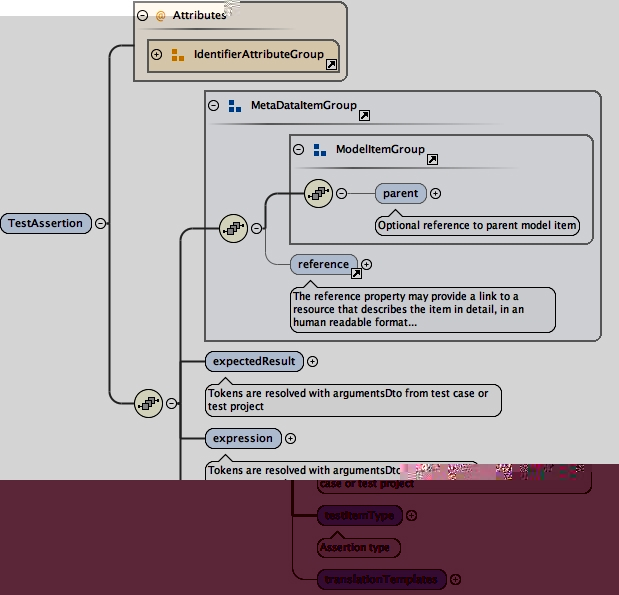 @ Attributes
IdentifierAttributeGroup
MetaDataItemGroup
ModelItemGroup
parent
TestAssertion
Optional reference to parent model item
reference
The reference property may provide a link to a
resource that describes the item in detail, in an
human readable format...
expectedResult
Tokens are resolved with argumentsDto from test case or
test project
expression
Tokens are resolved with argumentsDto
case or test project
testItemType
Assertion type
translationTemplates